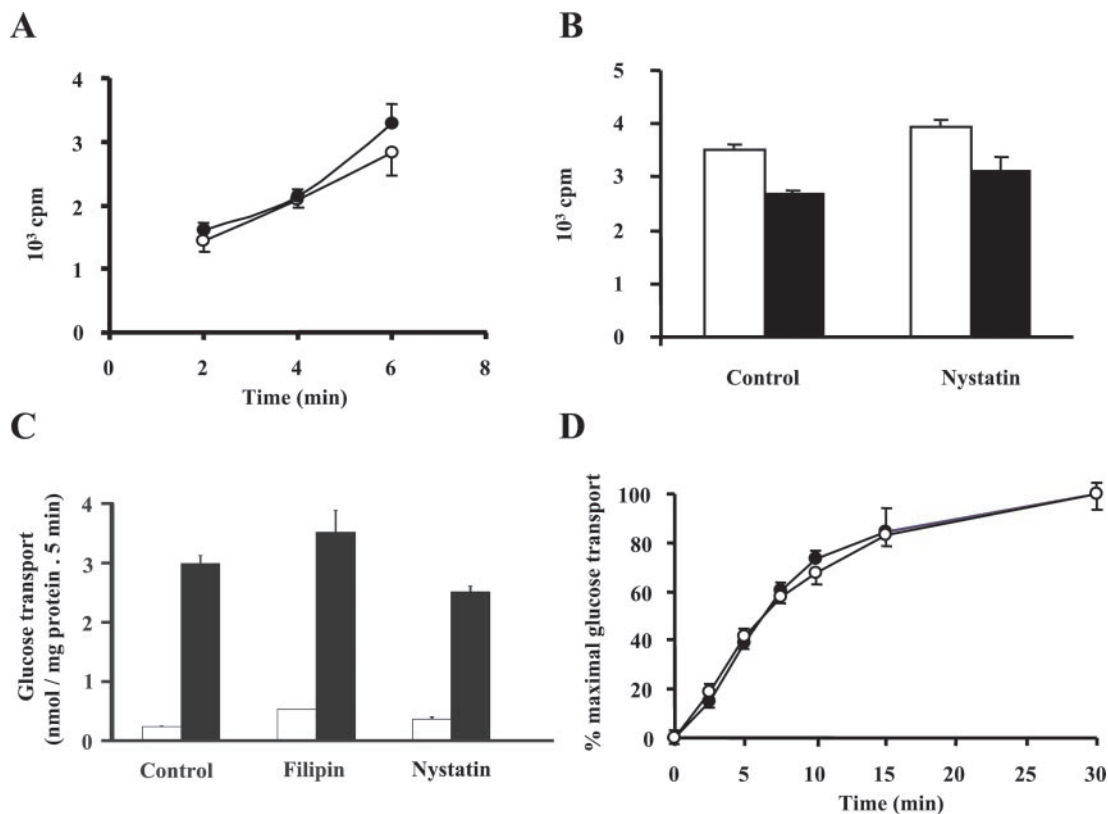 A
10³ cpm
4
3
2
1
0
0 2 4 6 8
Time (min)
B
10³ cpm
5
4
3
2
1
0
Control Nystatin
C
Glucose transport
(nmol / mg protein . 5 min)
4
3
2
1
0
Control Filipin Nystatin
D
% maximal glucose transport
100
80
60
40
20
0
0 5 10 15 20 25 30
Time (min)